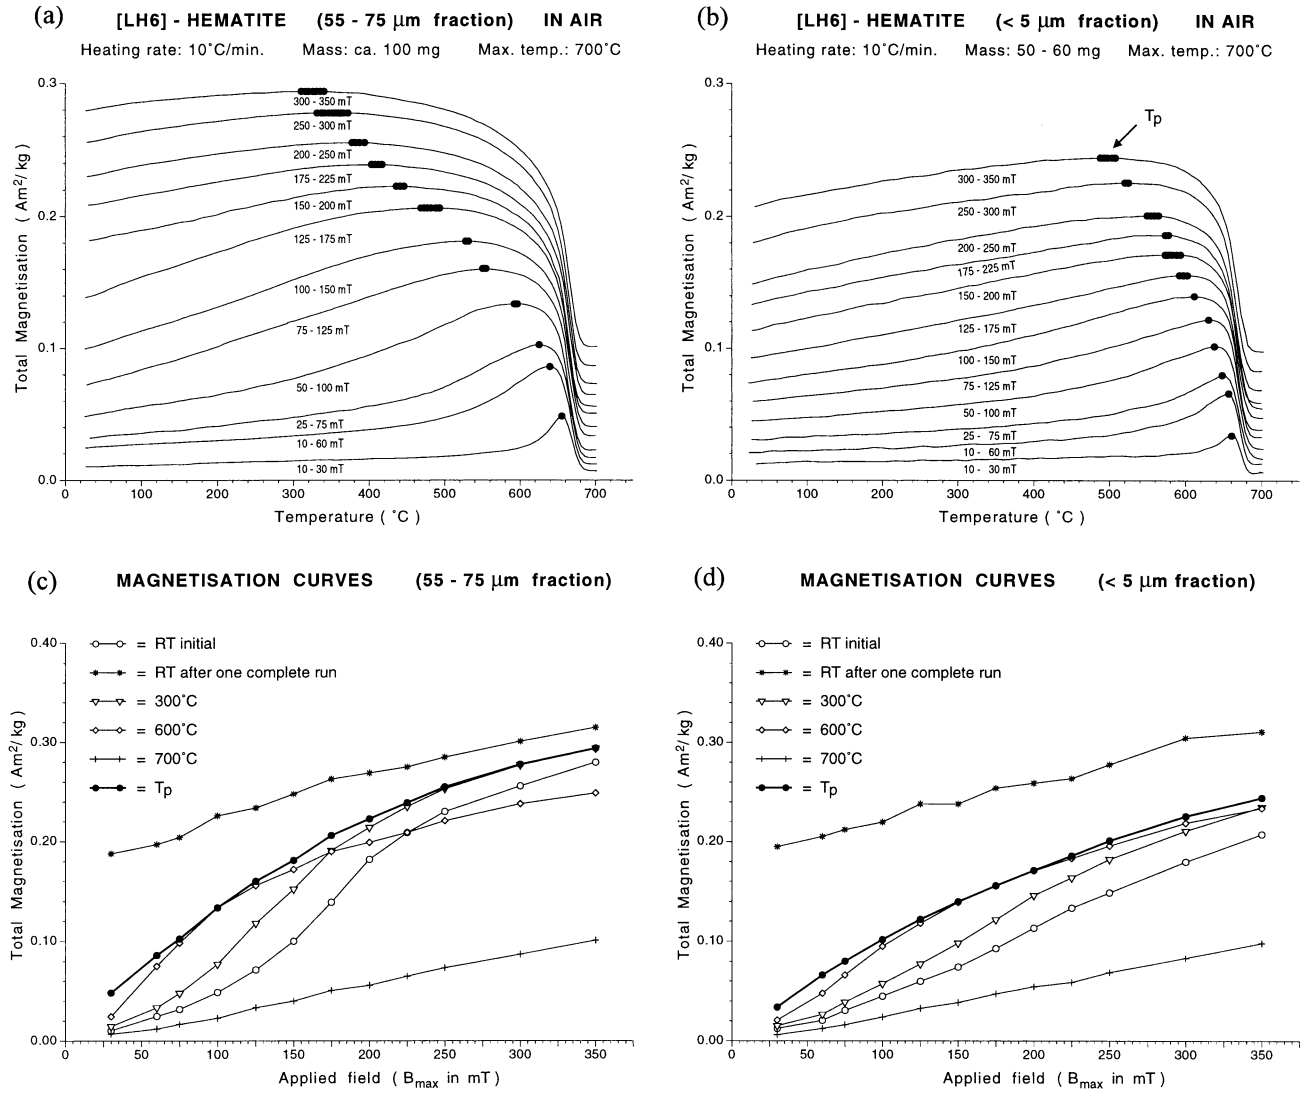 (a) [LH6] - HEMATITE (55 - 75 μm fraction) IN AIR
Heating rate: 10˚C/min. Mass: ca. 100 mg Max. temp.: 700˚C
Total Magnetisation ( Am2/kg )
0.3
0.2
0.1
0.0
300 - 350 mT
250 - 300 mT
200 - 250 mT
175 - 225 mT
150 - 200 mT
125 - 175 mT
100 - 150 mT
75 - 125 mT
50 - 100 mT
25 - 75 mT
10 - 60 mT
10 - 30 mT
0 100 200 300 400 500 600 700
Temperature ( ˚C )
(b) [LH6] - HEMATITE (< 5 μm fraction) IN AIR
Heating rate: 10˚C/min. Mass: 50 - 60 mg Max. temp.: 700˚C
Total Magnetisation ( Am2/kg )
0.3
0.2
0.1
0.0
Tp
300 - 350 mT
250 - 300 mT
200 - 250 mT
175 - 225 mT
150 - 200 mT
125 - 175 mT
100 - 150 mT
75 - 125 mT
50 - 100 mT
25 - 75 mT
10 - 60 mT
10 - 30 mT
0 100 200 300 400 500 600 700
Temperature ( ˚C )
(c) MAGNETISATION CURVES (55 - 75 μm fraction)
Total Magnetisation ( Am2/kg )
0.40
0.30
0.20
0.10
0.00
= RT initial
= RT after one complete run
= 300˚C
= 600˚C
= 700˚C
= Tp
0 50 100 150 200 250 300 350
Applied field ( Bmax in mT)
(d) MAGNETISATION CURVES (< 5 μm fraction)
Total Magnetisation ( Am2/kg )
0.40
0.30
0.20
0.10
0.00
= RT initial
= RT after one complete run
= 300˚C
= 600˚C
= 700˚C
= Tp
0 50 100 150 200 250 300 350
Applied field ( Bmax in mT)